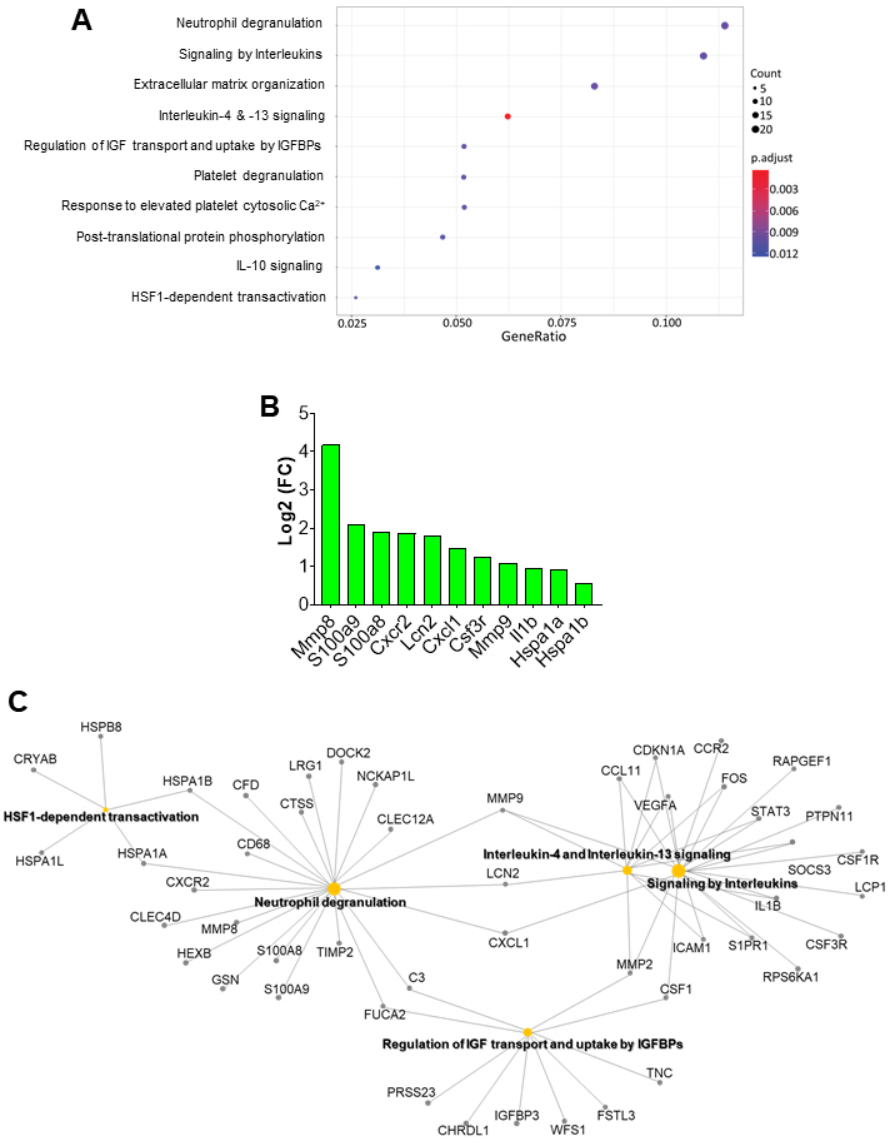 A
Neutrophil degranulation
Signaling by Interleukins
Extracellular matrix organization
Interleukin-4 & -13 signaling
Regulation of IGF transport and uptake by IGFBPs
Platelet degranulation
Response to elevated platelet cytosolic Ca²⁺
Post-translational protein phosphorylation
IL-10 signaling
HSF1-dependent transactivation
0.025 0.050 0.075 0.100
GeneRatio
Count
5
10
15
20
p.adjust
0.003
0.006
0.009
0.012
B
Log2 (FC)
5
4
3
2
1
0
Mmp8 S100a9 S100a8 Cxcr2 Lcn2 Cxcl1 Csf3r Mmp9 Il1b Hspa1a Hspa1b
C
HSPB8
CRYAB
HSPA1B
HSF1-dependent transactivation
HSPA1L
HSPA1A
CFD
LRG1
DOCK2
NCKAP1L
CTSS
CLEC12A
CD68
CXCR2
Neutrophil degranulation
CLEC4D
MMP8
HEXB
S100A8
TIMP2
GSN
S100A9
C3
FUCA2
MMP9
LCN2
CXCL1
CDKN1A
CCR2
CCL11
FOS
RAPGEF1
VEGFA
STAT3
PTPN11
Interleukin-4 and Interleukin-13 signaling
CSF1R
SOCS3
Signaling by Interleukins
LCP1
IL1B
ICAM1
S1PR1
CSF3R
MMP2
RPS6KA1
CSF1
Regulation of IGF transport and uptake by IGFBPs
TNC
PRSS23
CHRDL1
IGFBP3
WFS1
FSTL3